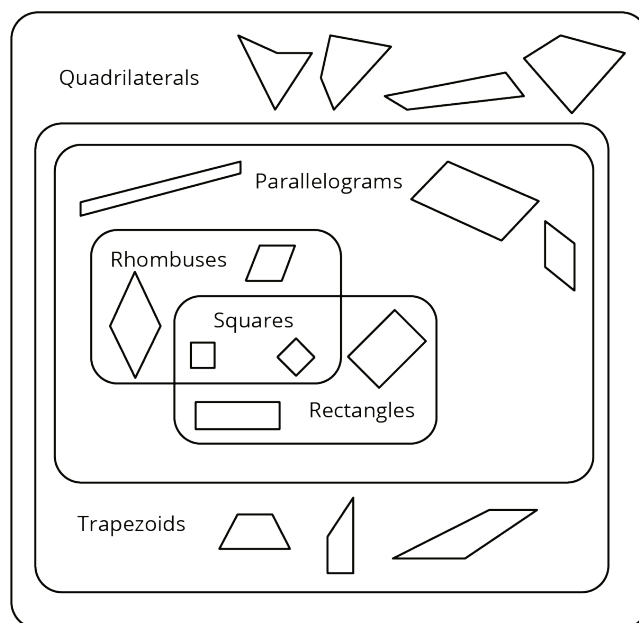 Quadrilaterals
Parallelograms
Rhombuses
Squares
Rectangles
Trapezoids